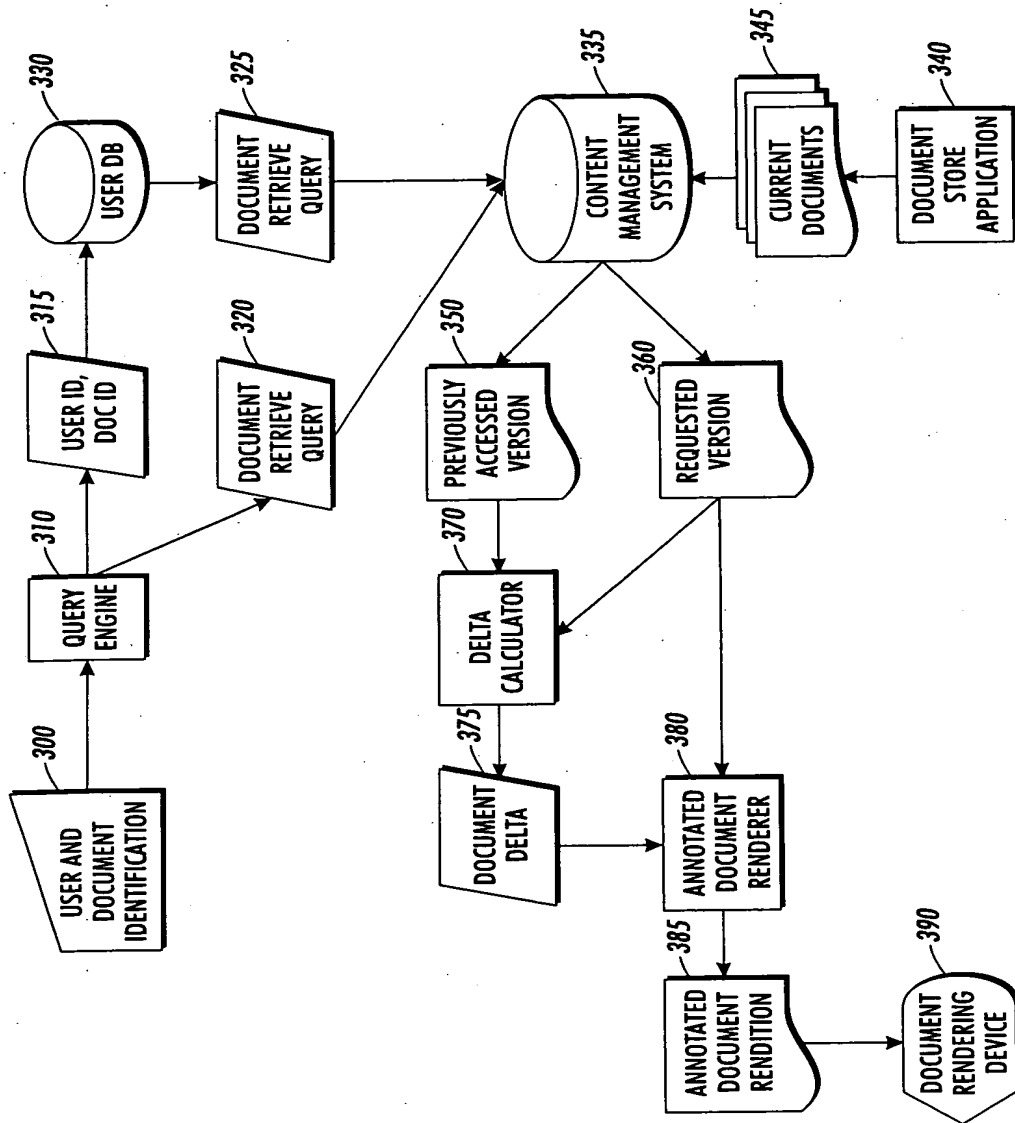 300
USER AND
DOCUMENT
IDENTIFICATION
310
QUERY
ENGINE
315
USER ID,
DOC ID
330
USER DB
320
DOCUMENT
RETRIEVE
QUERY
325
DOCUMENT
RETRIEVE
QUERY
335
CONTENT
MANAGEMENT
SYSTEM
345
CURRENT
DOCUMENTS
340
DOCUMENT
STORE
APPLICATION
350
PREVIOUSLY
ACCESSED
VERSION
360
REQUESTED
VERSION
370
DELTA
CALCULATOR
375
DOCUMENT
DELTA
380
ANNOTATED
DOCUMENT
RENDERER
385
ANNOTATED
DOCUMENT
RENDITION
390
DOCUMENT
RENDERING
DEVICE